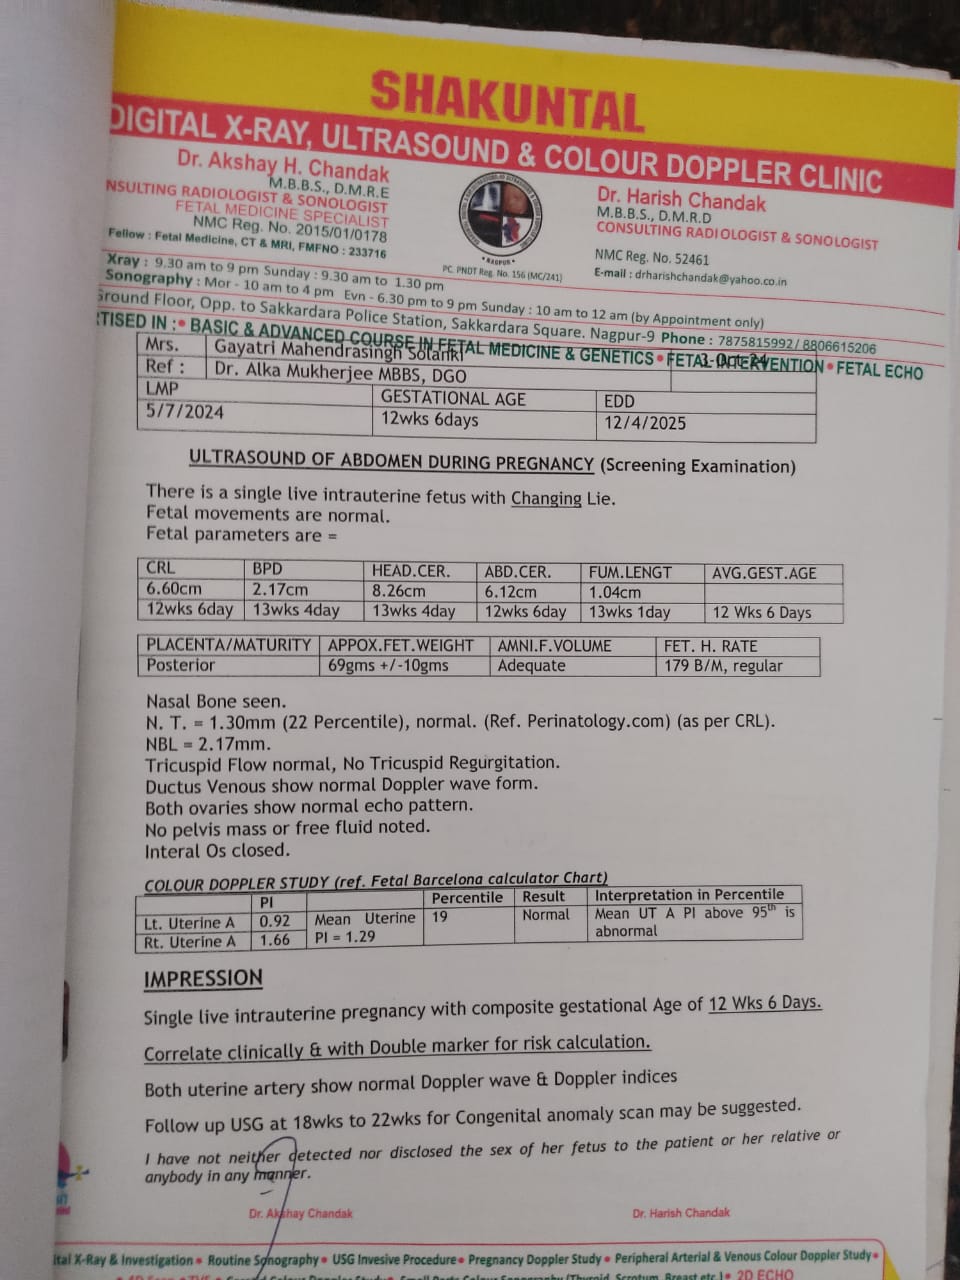 SHAKUNTAL
DIGITAL X-RAY, ULTRASOUND & COLOUR DOPPLER CLINIC
Dr. Akshay H. Chandak
M.B.B.S., D.M.R.E
NSULTING RADIOLOGIST & SONOLOGIST
FETAL MEDICINE SPECIALIST
NMC Reg. No. 2015/01/0178
Fellow : Fetal Medicine, CT & MRI, FMFNO : 233716
PC. PNDT Reg. No. 156 (MC/241)
Dr. Harish Chandak
M.B.B.S., D.M.R.D
CONSULTING RADIOLOGIST & SONOLOGIST
NMC Reg. No. 52461
E-mail : drharishchandak@yahoo.co.in
Xray : 9.30 am to 9 pm Sunday : 9.30 am to 1.30 pm
Sonography : Mor - 10 am to 4 pm Evn - 6.30 pm to 9 pm Sunday : 10 am to 12 am (by Appointment only)
Ground Floor, Opp. to Sakkardara Police Station, Sakkardara Square. Nagpur-9 Phone : 7875815992/ 8806615206
RTISED IN :• BASIC & ADVANCED COURSE IN FETAL MEDICINE & GENETICS • FETAL INTERVENTION • FETAL ECHO
Mrs. Gayatri Mahendrasingh Solanki 3-Oct-24
Ref : Dr. Alka Mukherjee MBBS, DGO
LMP GESTATIONAL AGE EDD
5/7/2024 12wks 6days 12/4/2025
ULTRASOUND OF ABDOMEN DURING PREGNANCY (Screening Examination)
There is a single live intrauterine fetus with Changing Lie.
Fetal movements are normal.
Fetal parameters are =
CRL BPD HEAD.CER. ABD.CER. FUM.LENGT AVG.GEST.AGE
6.60cm 2.17cm 8.26cm 6.12cm 1.04cm
12wks 6day 13wks 4day 13wks 4day 12wks 6day 13wks 1day 12 Wks 6 Days
PLACENTA/MATURITY APPOX.FET.WEIGHT AMNI.F.VOLUME FET. H. RATE
Posterior 69gms +/-10gms Adequate 179 B/M, regular
Nasal Bone seen.
N. T. = 1.30mm (22 Percentile), normal. (Ref. Perinatology.com) (as per CRL).
NBL = 2.17mm.
Tricuspid Flow normal, No Tricuspid Regurgitation.
Ductus Venous show normal Doppler wave form.
Both ovaries show normal echo pattern.
No pelvis mass or free fluid noted.
Interal Os closed.
COLOUR DOPPLER STUDY (ref. Fetal Barcelona calculator Chart)
PI Percentile Result Interpretation in Percentile
Lt. Uterine A 0.92 Mean Uterine 19 Normal Mean UT A PI above 95th is
Rt. Uterine A 1.66 PI = 1.29 abnormal
IMPRESSION
Single live intrauterine pregnancy with composite gestational Age of 12 Wks 6 Days.
Correlate clinically & with Double marker for risk calculation.
Both uterine artery show normal Doppler wave & Doppler indices
Follow up USG at 18wks to 22wks for Congenital anomaly scan may be suggested.
I have not neither detected nor disclosed the sex of her fetus to the patient or her relative or
anybody in any manner.
Dr. Akshay Chandak Dr. Harish Chandak
ital X-Ray & Investigation • Routine Sonography • USG Invesive Procedure • Pregnancy Doppler Study • Peripheral Arterial & Venous Colour Doppler Study •
2D ECHO